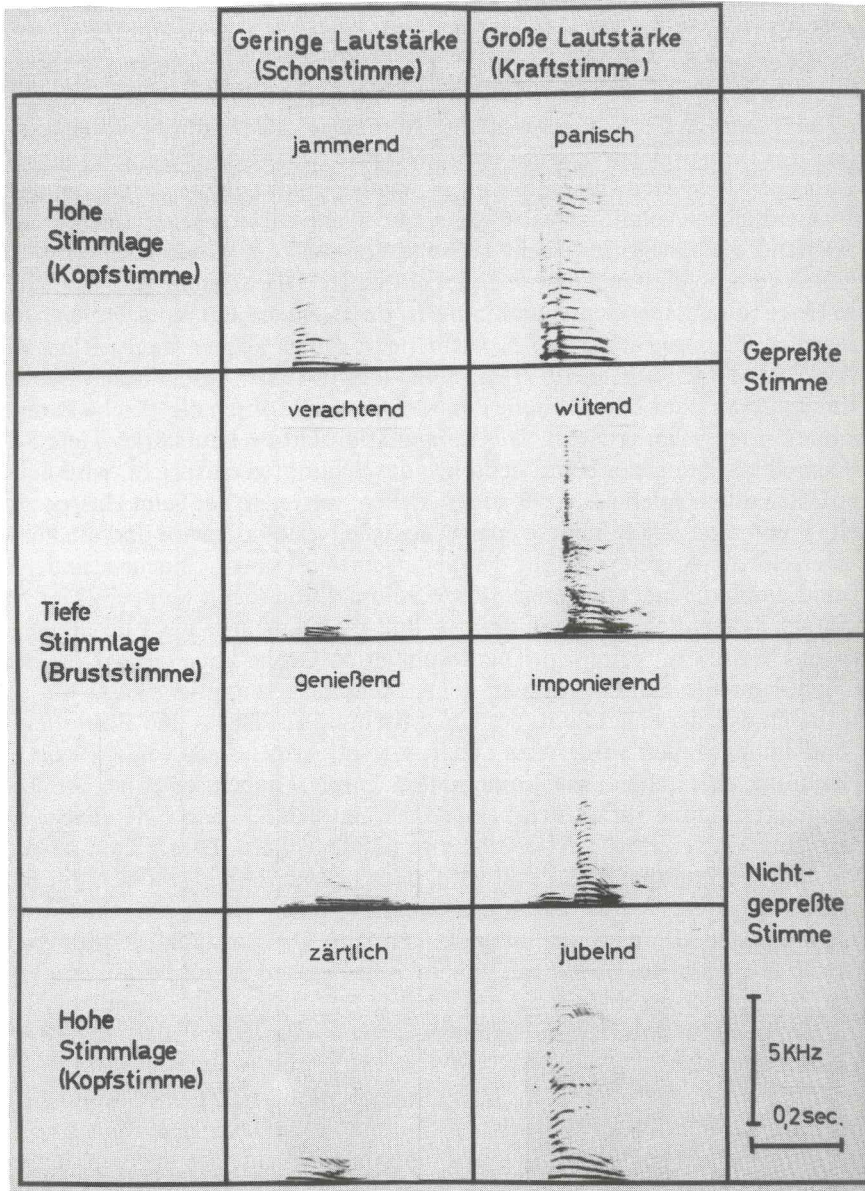 Geringe Lautstärke
(Schonstimme)
Große Lautstärke
(Kraftstimme)
Hohe
Stimmlage
(Kopfstimme)
jammernd
panisch
Gepreßte
Stimme
Tiefe
Stimmlage
(Bruststimme)
verachtend
wütend
genießend
imponierend
Nicht-
gepreßte
Stimme
Hohe
Stimmlage
(Kopfstimme)
zärtlich
jubelnd
5KHz
0,2sec.